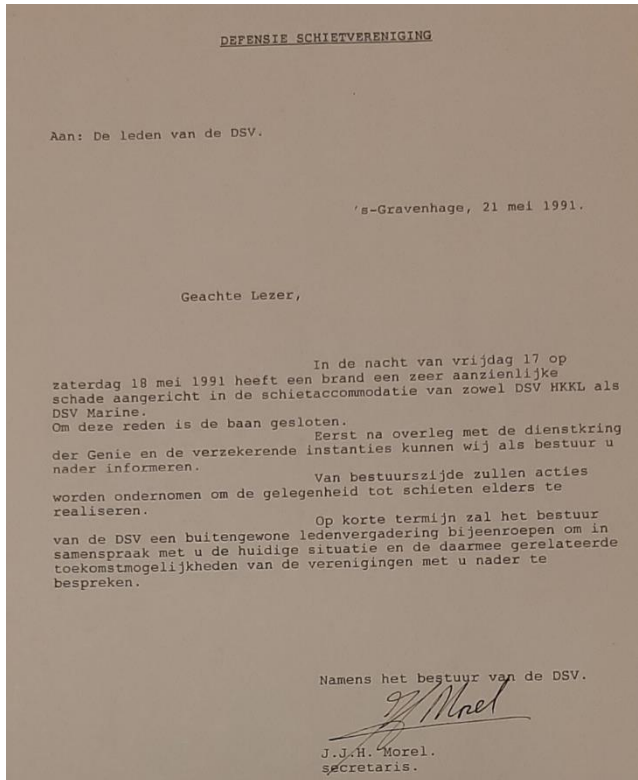 DEFENSIE SCHIETVERENIGING
Aan: De leden van de DSV.
's-Gravenhage, 21 mei 1991.
Geachte Lezer,
In de nacht van vrijdag 17 op
zaterdag 18 mei 1991 heeft een brand een zeer aanzienlijke
schade aangericht in de schietaccommodatie van zowel DSV HKKL als
DSV Marine.
Om deze reden is de baan gesloten.
Eerst na overleg met de dienstkring
der Genie en de verzekerende instanties kunnen wij als bestuur u
nader informeren.
Van bestuurszijde zullen acties
worden ondernomen om de gelegenheid tot schieten elders te
realiseren.
Op korte termijn zal het bestuur
van de DSV een buitengewone ledenvergadering bijeenroepen om in
samenspraak met u de huidige situatie en de daarmee gerelateerde
toekomstmogelijkheden van de verenigingen met u nader te
bespreken.
Namens het bestuur van de DSV.
JJ Morel
J.J.H. Morel.
secretaris.